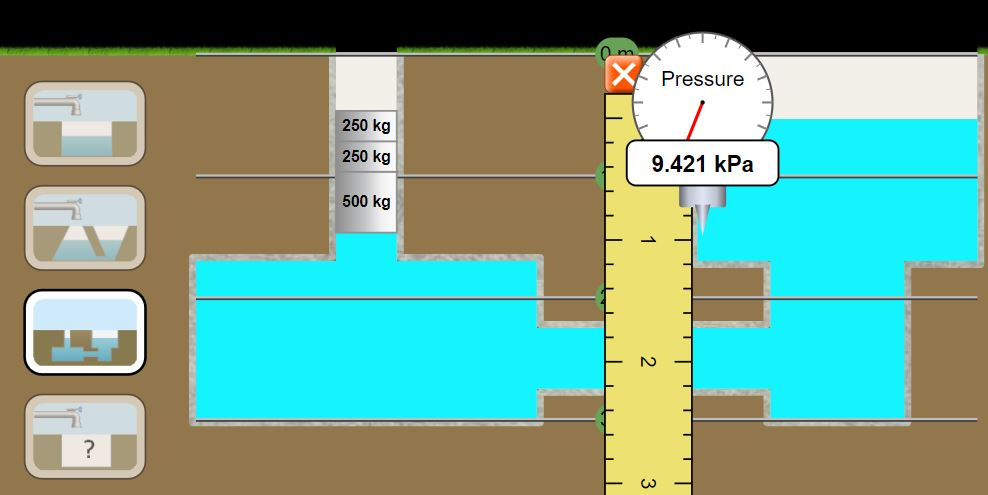 0 m
Pressure
250 kg
250 kg
9.421 kPa
500 kg
1
2
3
?